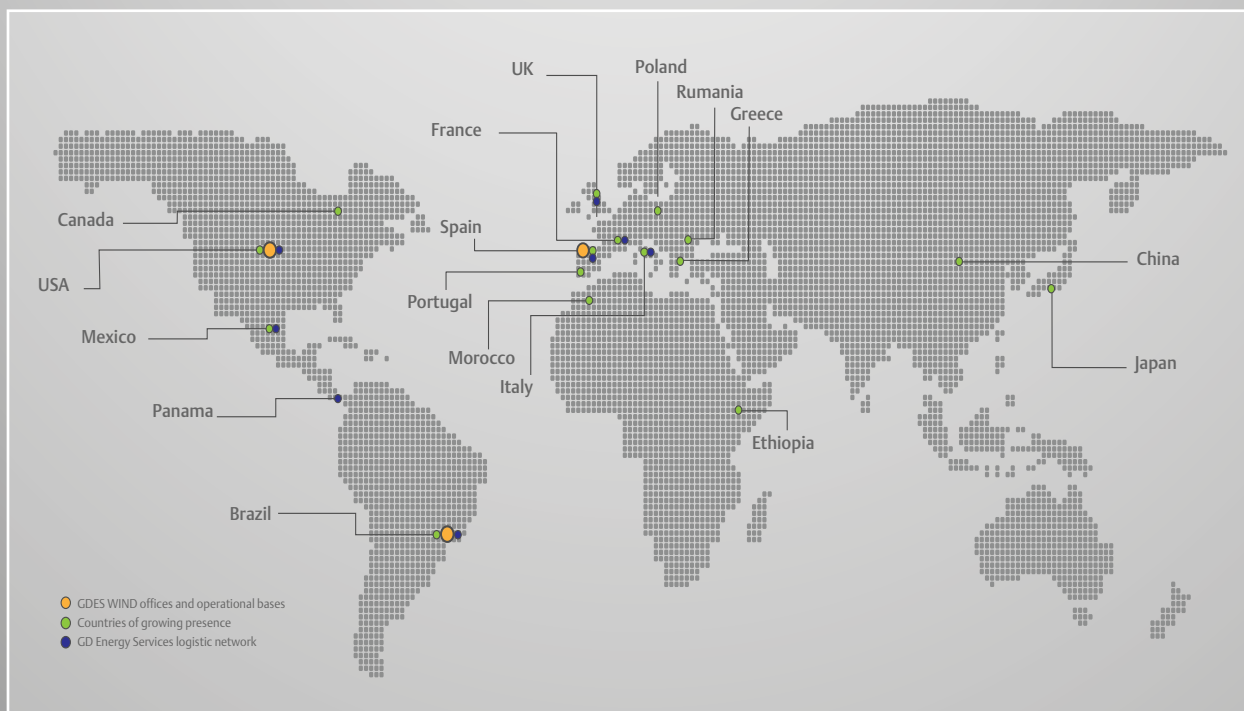 UK
Poland
Rumania
Greece
France
Canada
Spain
USA
China
Portugal
Mexico
Morocco
Japan
Italy
Panama
Ethiopia
Brazil
GDES WIND offices and operational bases
Countries of growing presence
GD Energy Services logistic network